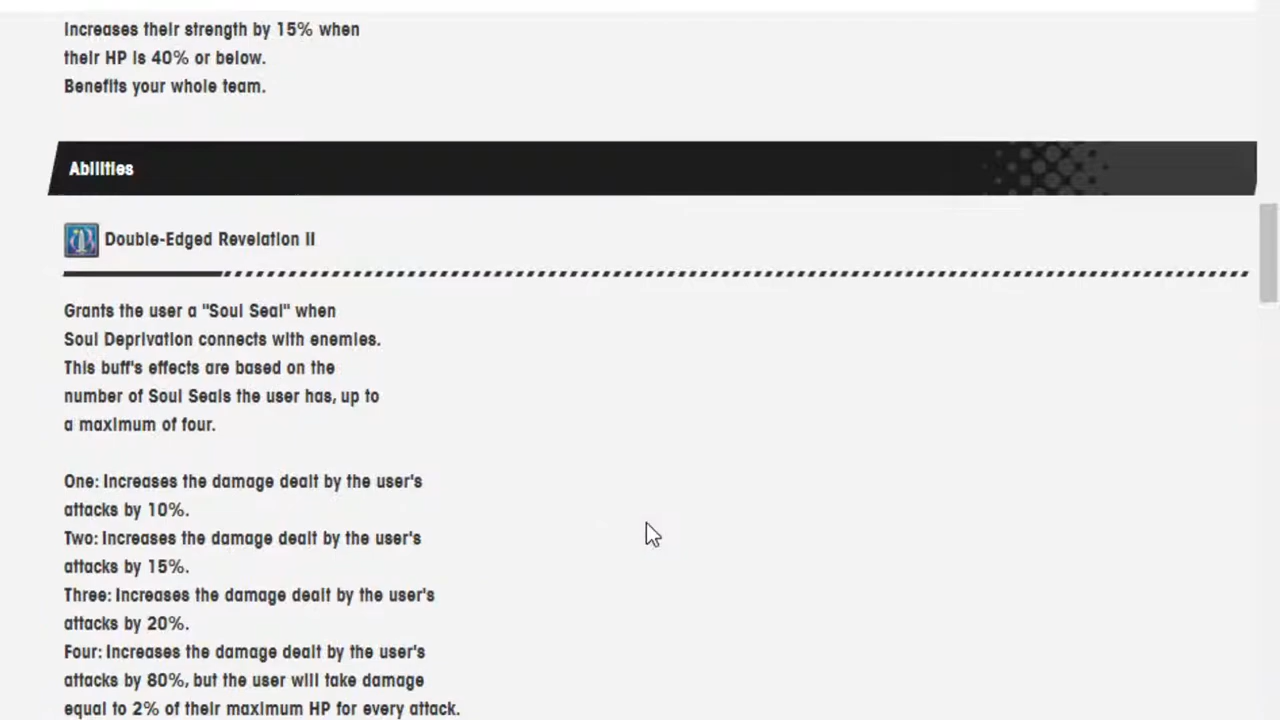 Increases their strength by 15% when
their HP is 40% or below.
Benefits your whole team.
Abilities
Double-Edged Revelation II
Grants the user a "Soul Seal" when
Soul Deprivation connects with enemies.
This buff's effects are based on the
number of Soul Seals the user has, up to
a maximum of four.
One: Increases the damage dealt by the user's
attacks by 10%.
Two: Increases the damage dealt by the user's
attacks by 15%.
Three: Increases the damage dealt by the user's
attacks by 20%.
Four: Increases the damage dealt by the user's
attacks by 80%, but the user will take damage
equal to 2% of their maximum HP for every attack.